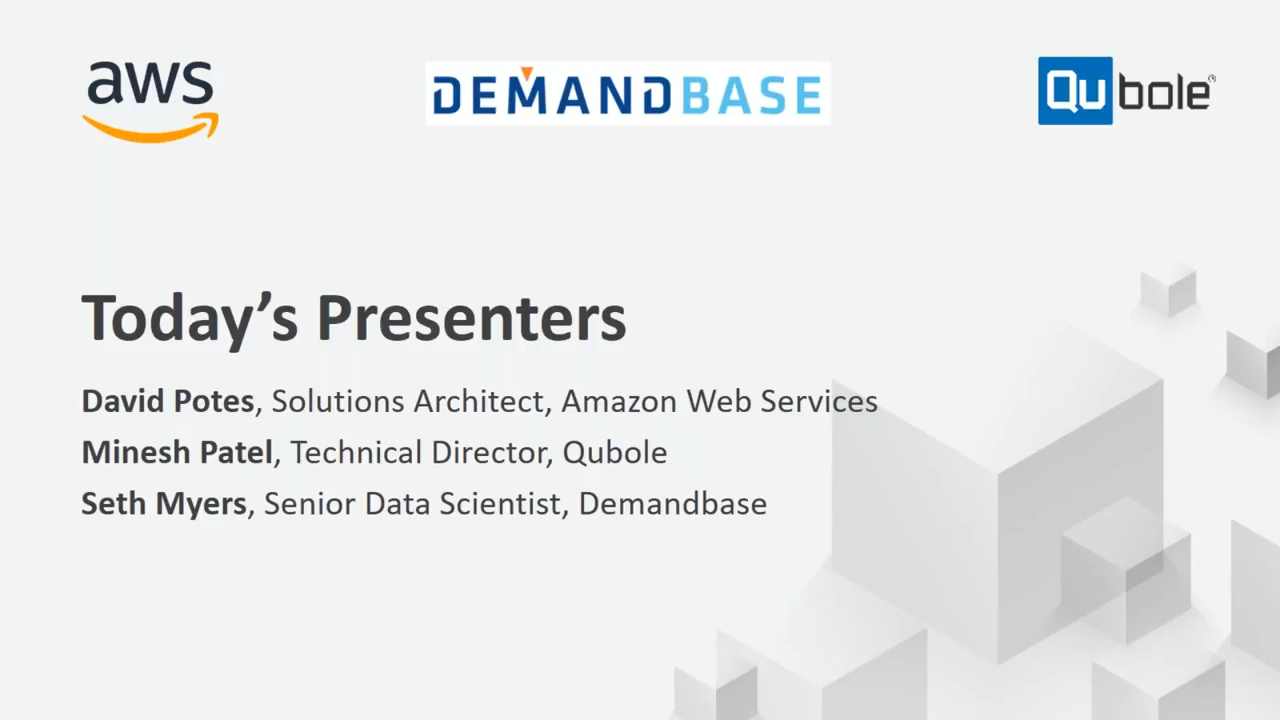 aws
DEMANDBASE
Qubole
Today's Presenters
David Potes, Solutions Architect, Amazon Web Services
Minesh Patel, Technical Director, Qubole
Seth Myers, Senior Data Scientist, Demandbase